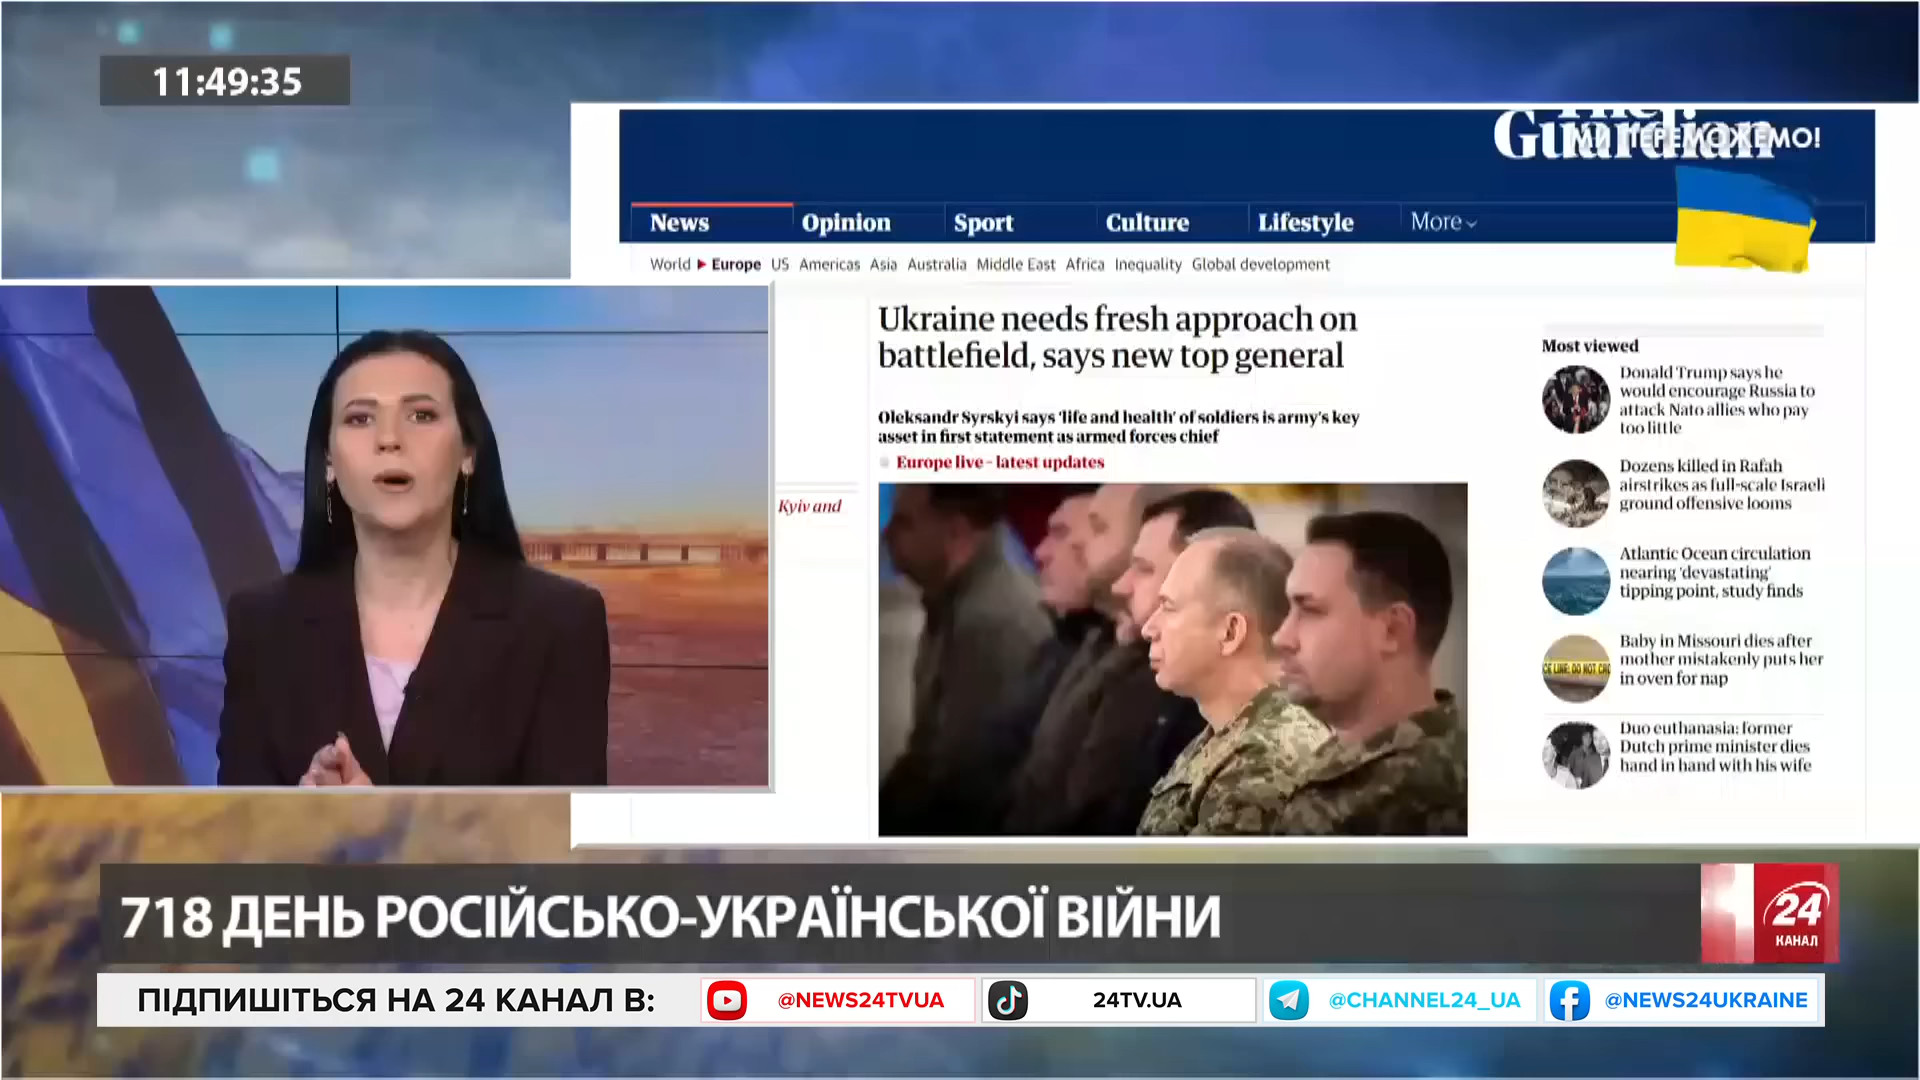 11:49:35
The
Guardian
МИ ПЕРЕМОЖЕМО!
News Opinion Sport Culture Lifestyle More
World Europe US Americas Asia Australia Middle East Africa Inequality Global development
Ukraine needs fresh approach on
battlefield, says new top general
Oleksandr Syrskyi says 'life and health' of soldiers is army's key
asset in first statement as armed forces chief
Europe live – latest updates
Kyiv and
Most viewed
Donald Trump says he
would encourage Russia to
attack Nato allies who pay
too little
Dozens killed in Rafah
airstrikes as full-scale Israeli
ground offensive looms
Atlantic Ocean circulation
nearing 'devastating'
tipping point, study finds
Baby in Missouri dies after
mother mistakenly puts her
in oven for nap
Duo euthanasia: former
Dutch prime minister dies
hand in hand with his wife
718 ДЕНЬ РОСІЙСЬКО-УКРАЇНСЬКОЇ ВІЙНИ
24
КАНАЛ
ПІДПИШІТЬСЯ НА 24 КАНАЛ В: @NEWS24TVUA 24TV.UA @CHANNEL24_UA @NEWS24UKRAINE